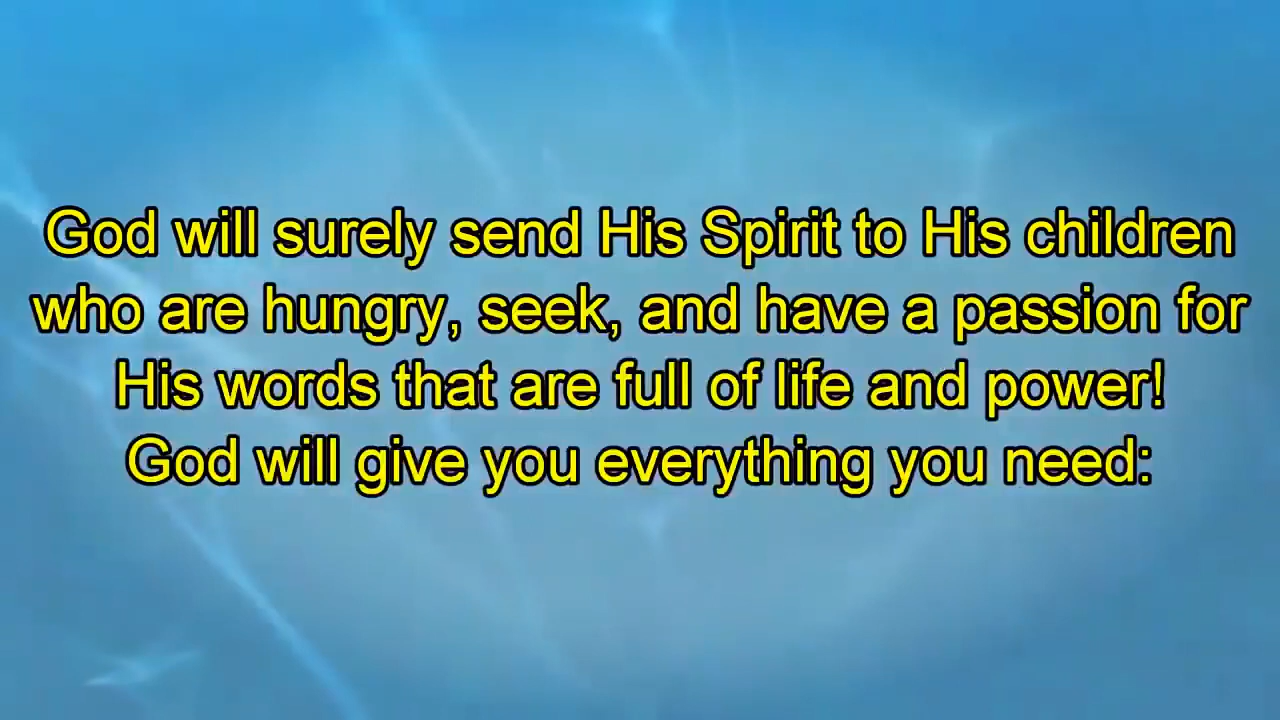 God will surely send His Spirit to His children
who are hungry, seek, and have a passion for
His words that are full of life and power!
God will give you everything you need: